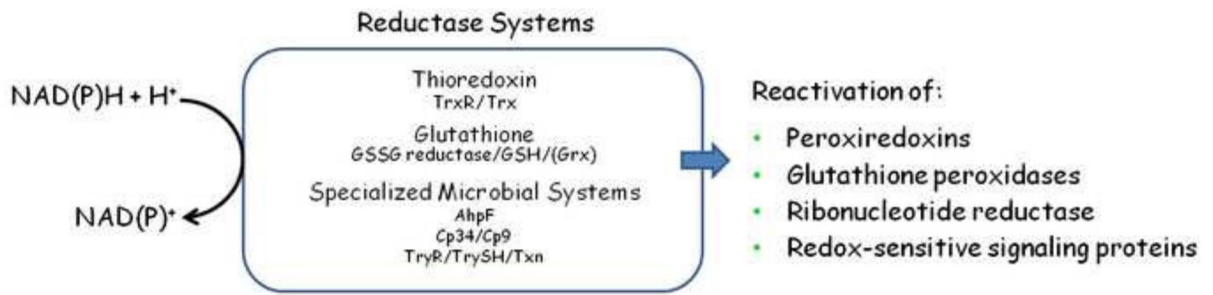 Reductase Systems
NAD(P)H + H⁺
NAD(P)⁺
Thioredoxin
TrxR/Trx
Glutathione
GSSG reductase/GSH/(Grx)
Specialized Microbial Systems
AhpF
Cp34/Cp9
TryR/TrySH/Txn
Reactivation of:
• Peroxiredoxins
• Glutathione peroxidases
• Ribonucleotide reductase
• Redox-sensitive signaling proteins